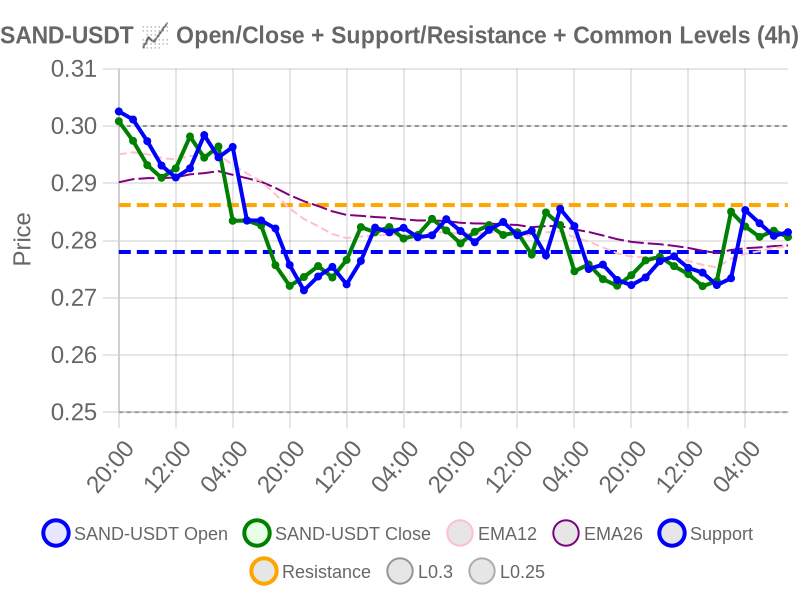 SAND-USDT 📈 Open/Close + Support/Resistance + Common Levels (4h)
0.31
0.30
0.29
0.28
0.27
0.26
0.25
Price
20:00 12:00 04:00 20:00 12:00 04:00 20:00 12:00 04:00 20:00 12:00 04:00
SAND-USDT Open SAND-USDT Close EMA12 EMA26 Support
Resistance L0.3 L0.25